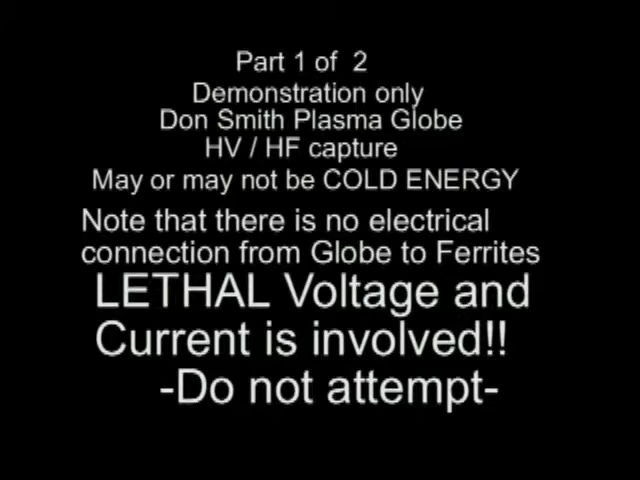 Part 1 of 2
Demonstration only
Don Smith Plasma Globe
HV / HF capture
May or may not be COLD ENERGY
Note that there is no electrical
connection from Globe to Ferrites
LETHAL Voltage and
Current is involved!!
-Do not attempt-